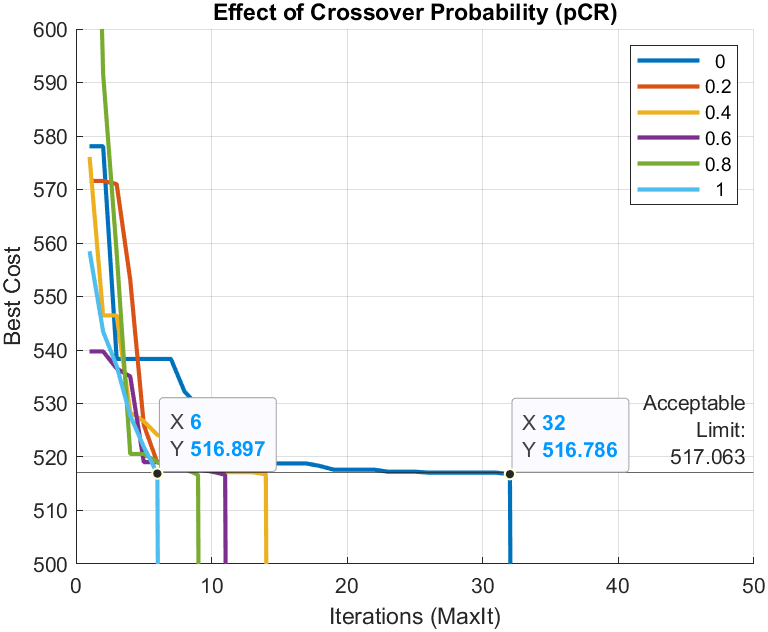 Effect of Crossover Probability (pCR)
600
590
580
570
560
550
540
530
520
510
500
Best Cost
0
0.2
0.4
0.6
0.8
1
X 6
Y 516.897
X 32
Y 516.786
Acceptable
Limit:
517.063
0
10
20
30
40
50
Iterations (MaxIt)